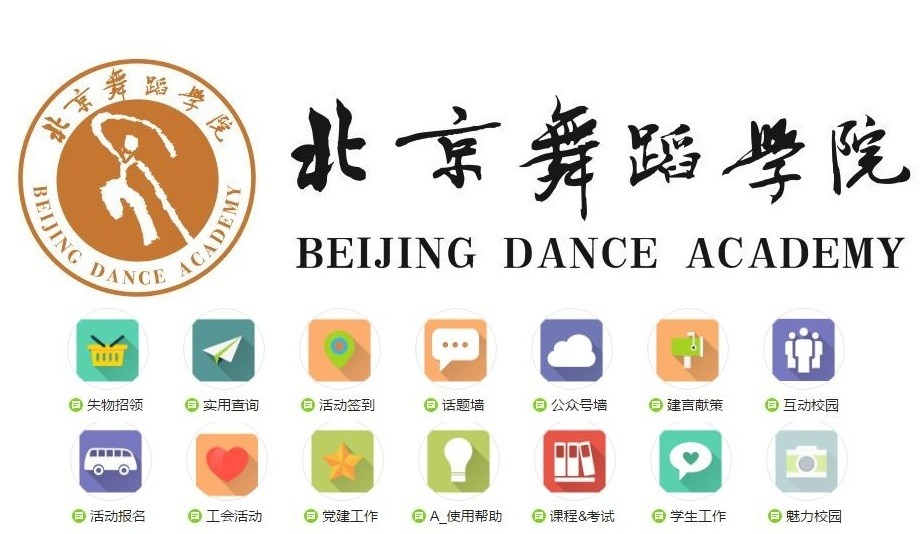 北京舞蹈學院
BEIJING DANCE ACADEMY
北京舞蹈學院
BEIJING DANCE ACADEMY
失物招领 实用查询 活动签到 话题墙 公众号墙 建言献策 互动校园
活动报名 工会活动 党建工作 A_使用帮助 课程&考试 学生工作 魅力校园